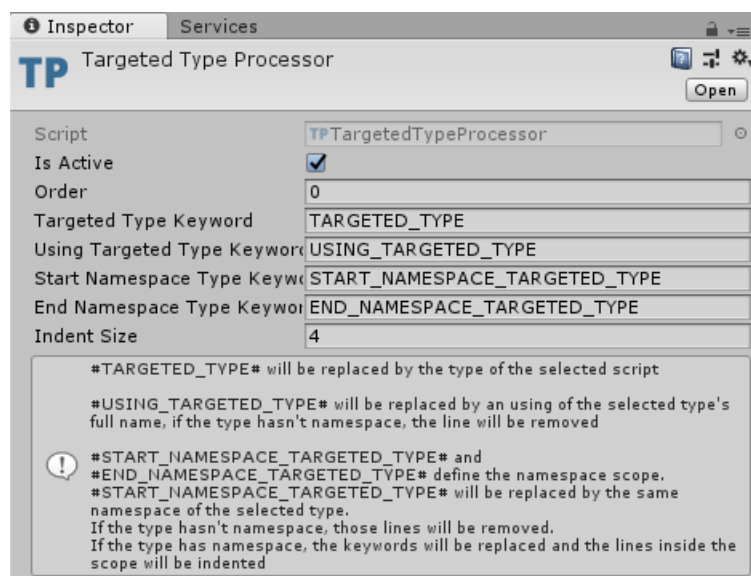 Inspector Services
TP Targeted Type Processor
Open
Script TPTargetedTypeProcessor
Is Active
Order 0
Targeted Type Keyword TARGETED_TYPE
Using Targeted Type Keyword USING_TARGETED_TYPE
Start Namespace Type Keyw START_NAMESPACE_TARGETED_TYPE
End Namespace Type Keywor END_NAMESPACE_TARGETED_TYPE
Indent Size 4
#TARGETED_TYPE# will be replaced by the type of the selected script
#USING_TARGETED_TYPE# will be replaced by an using of the selected type's
full name, if the type hasn't namespace, the line will be removed
#START_NAMESPACE_TARGETED_TYPE# and
#END_NAMESPACE_TARGETED_TYPE# define the namespace scope.
#START_NAMESPACE_TARGETED_TYPE# will be replaced by the same
namespace of the selected type.
If the type hasn't namespace, those lines will be removed.
If the type has namespace, the keywords will be replaced and the lines inside the
scope will be indented